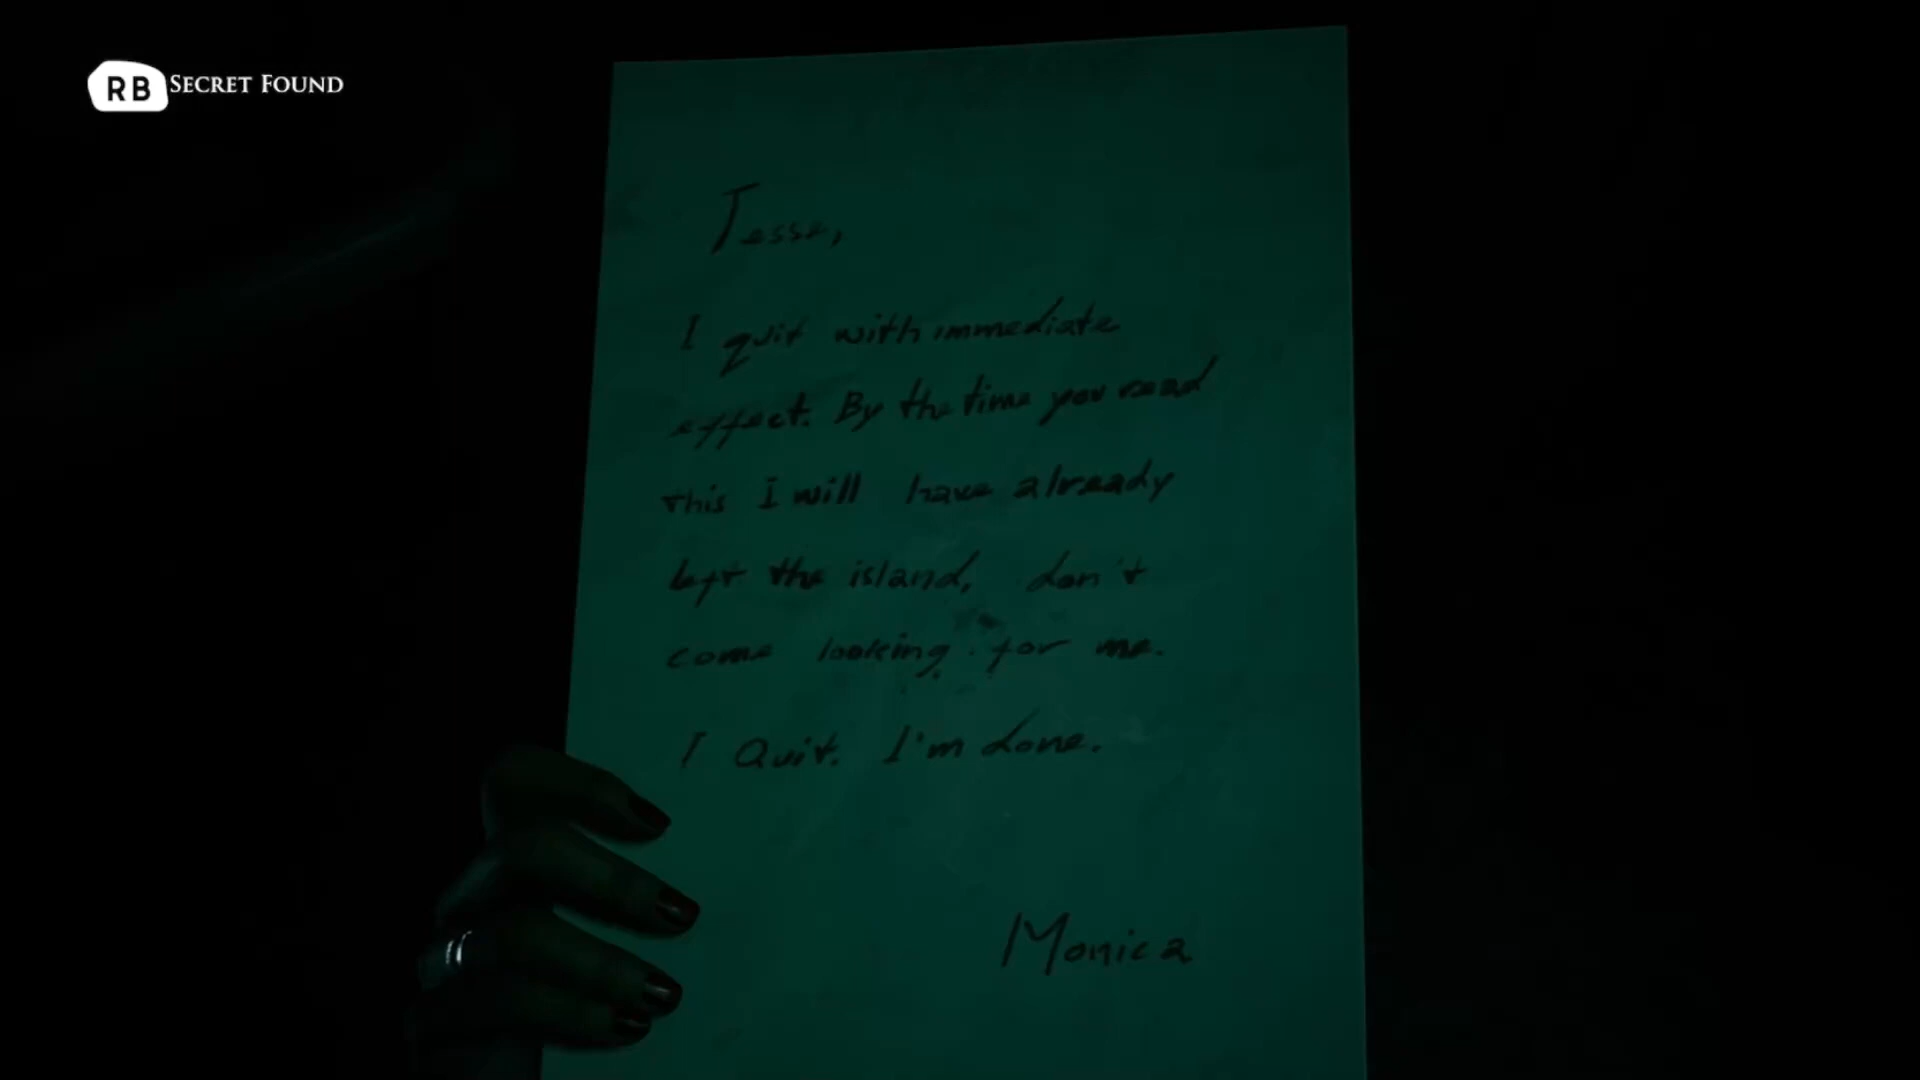 RB SECRET FOUND
Jesse,
I quit with immediate
effect. By the time you read
this I will have already
left the island, don't
come looking for me.
I Quit. I'm done.
Monica